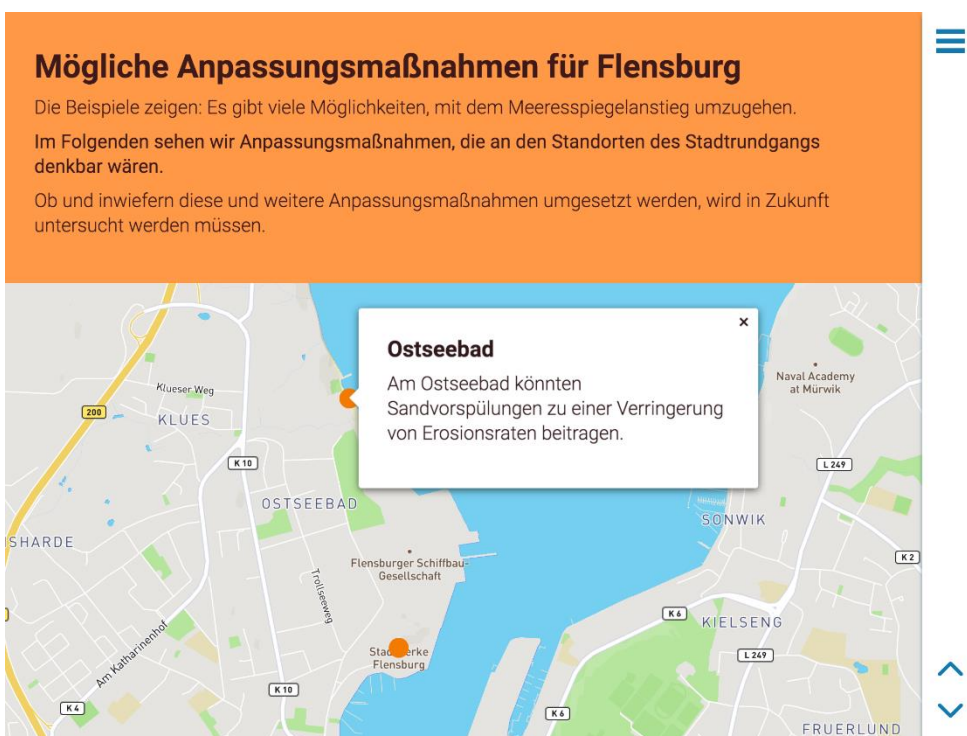 Mögliche Anpassungsmaßnahmen für Flensburg
Die Beispiele zeigen: Es gibt viele Möglichkeiten, mit dem Meeresspiegelanstieg umzugehen.
Im Folgenden sehen wir Anpassungsmaßnahmen, die an den Standorten des Stadtrundgangs
denkbar wären.
Ob und inwiefern diese und weitere Anpassungsmaßnahmen umgesetzt werden, wird in Zukunft
untersucht werden müssen.
×
Ostseebad
Am Ostseebad könnten
Sandvorspülungen zu einer Verringerung
von Erosionsraten beitragen.
Naval Academy
at Mürwik
Klueser Weg
200
KLUES
K 10
L 249
OSTSEEBAD
SONWIK
SHARDE
K 2
Flensburger Schiffbau-
Gesellschaft
Trollseeweg
K 6
KIELSENG
Am Katharinenhof
Flensburg
L 249
K 10
K 4
K 6
FRUERLUND